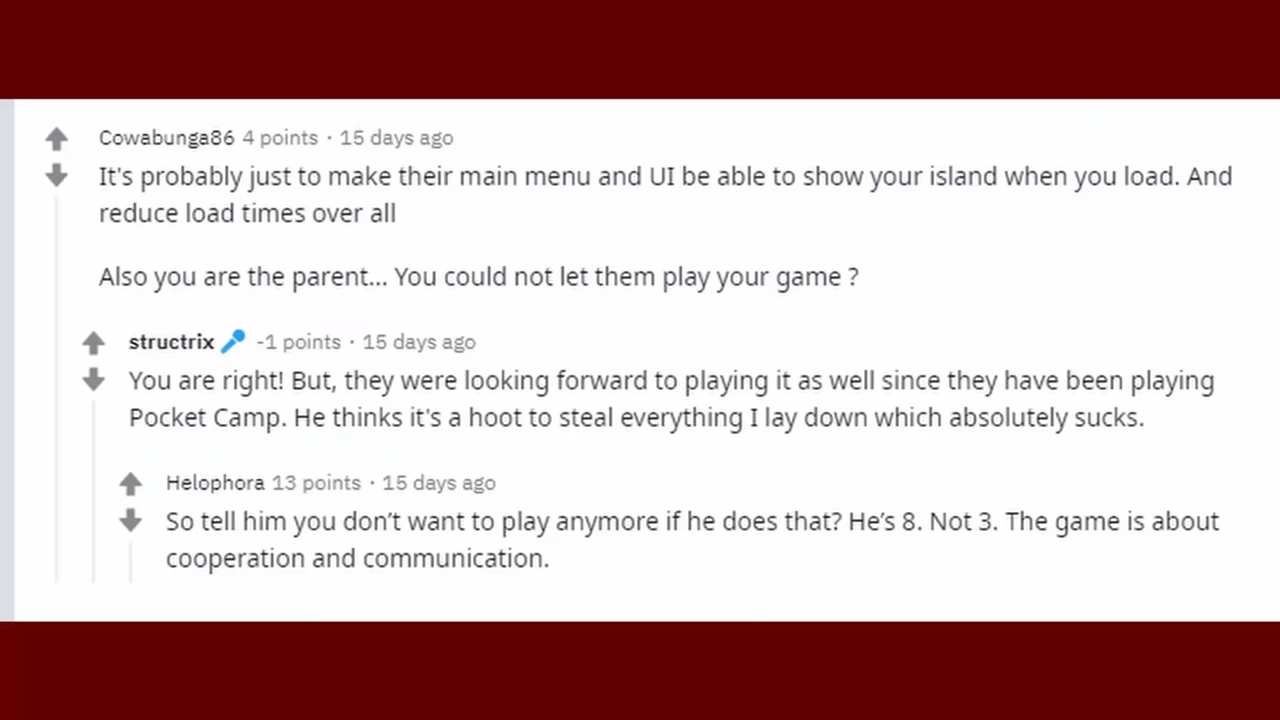 Cowabunga86 4 points · 15 days ago
It's probably just to make their main menu and UI be able to show your island when you load. And
reduce load times over all
Also you are the parent... You could not let them play your game ?
structrix -1 points · 15 days ago
You are right! But, they were looking forward to playing it as well since they have been playing
Pocket Camp. He thinks it's a hoot to steal everything I lay down which absolutely sucks.
Helophora 13 points · 15 days ago
So tell him you don’t want to play anymore if he does that? He’s 8. Not 3. The game is about
cooperation and communication.